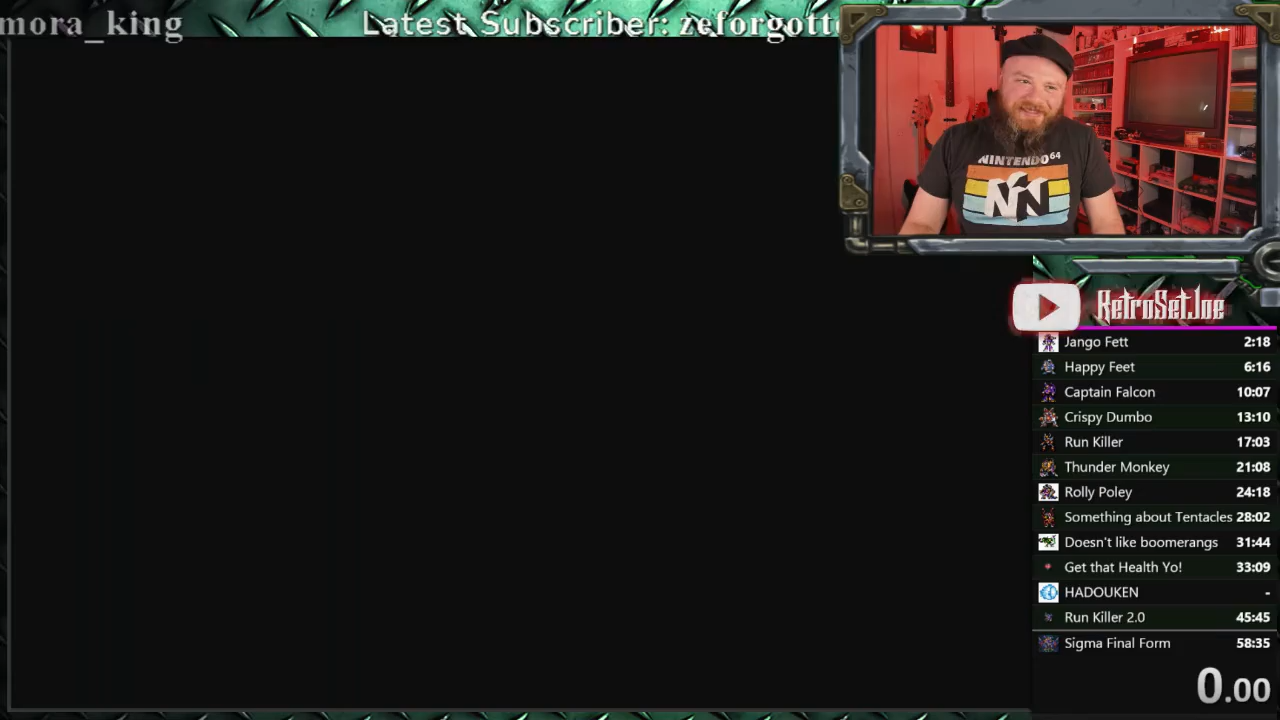 mora_king
Latest Subscriber: zeforgott
NINTENDO 64
RetroSetJoe
Jango Fett 2:18
Happy Feet 6:16
Captain Falcon 10:07
Crispy Dumbo 13:10
Run Killer 17:03
Thunder Monkey 21:08
Rolly Poley 24:18
Something about Tentacles 28:02
Doesn't like boomerangs 31:44
Get that Health Yo! 33:09
HADOUKEN -
Run Killer 2.0 45:45
Sigma Final Form 58:35
0.00